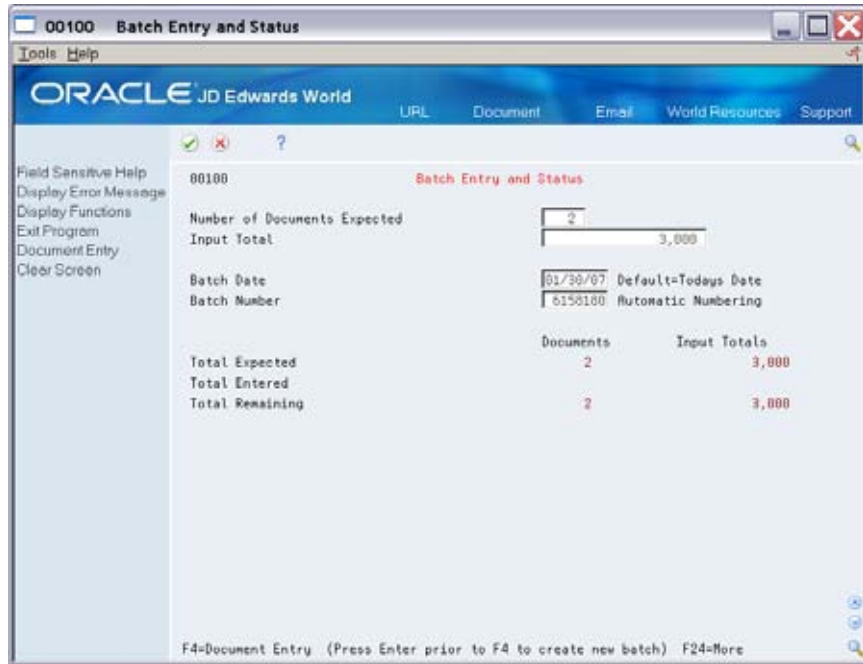 00100 Batch Entry and Status
Tools Help
ORACLE JD Edwards World
URL Document Email World Resources Support
?
Field Sensitive Help
Display Error Message
Display Functions
Exit Program
Document Entry
Clear Screen
00100 Batch Entry and Status
Number of Documents Expected 2
Input Total 3,000
Batch Date 01/30/07 Default=Todays Date
Batch Number 6158180 Automatic Numbering
Documents Input Totals
Total Expected 2 3,000
Total Entered
Total Remaining 2 3,000
F4=Document Entry (Press Enter prior to F4 to create new batch) F24=More